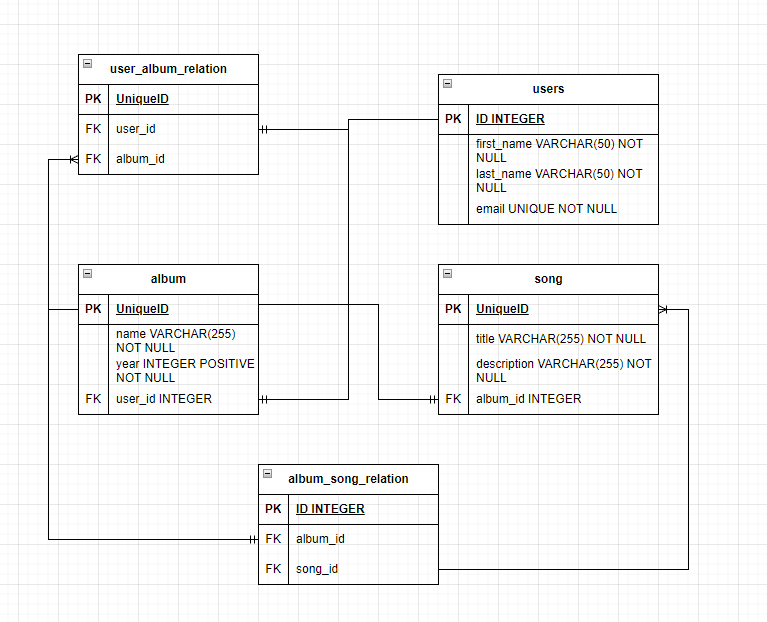 user_album_relation
PK UniqueID
FK user_id
FK album_id
users
PK ID INTEGER
first_name VARCHAR(50) NOT
NULL
last_name VARCHAR(50) NOT
NULL
email UNIQUE NOT NULL
album
PK UniqueID
name VARCHAR(255)
NOT NULL
year INTEGER POSITIVE
NOT NULL
FK user_id INTEGER
song
PK UniqueID
title VARCHAR(255) NOT NULL
description VARCHAR(255) NOT
NULL
FK album_id INTEGER
album_song_relation
PK ID INTEGER
FK album_id
FK song_id